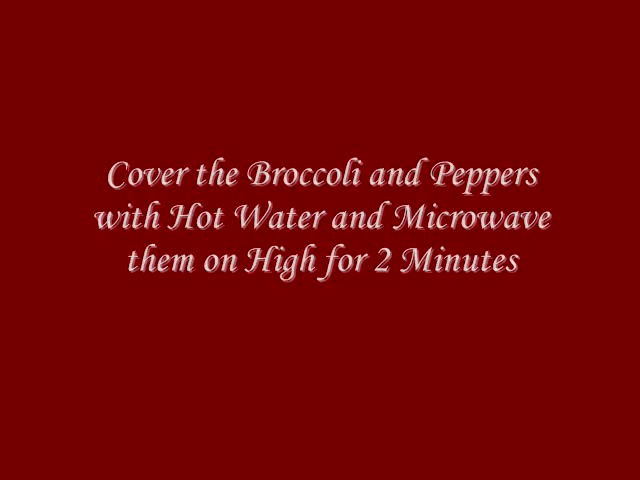 Cover the Broccoli and Peppers
with Hot Water and Microwave
them on High for 2 Minutes